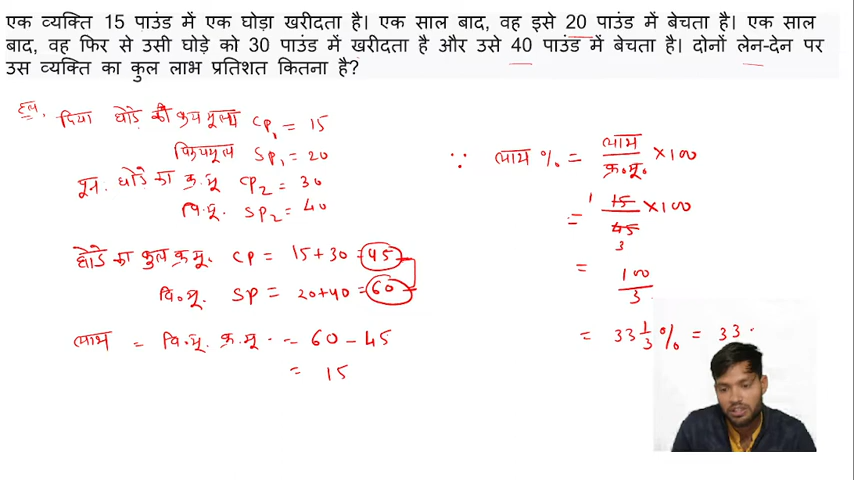 एक व्यक्ति 15 पाउंड में एक घोड़ा खरीदता है। एक साल बाद, वह इसे 20 पाउंड में बेचता है। एक साल
बाद, वह फिर से उसी घोड़े को 30 पाउंड में खरीदता है और उसे 40 पाउंड में बेचता है। दोनों लेन-देन पर
उस व्यक्ति का कुल लाभ प्रतिशत कितना है?
हल,
दिया घोडे की क्रय मूल्य CP₁ = 15
विक्रयमूल्य SP₁ = 20
पुन. घोडे का क्र.मू CP₂ = 30
वि.मू. SP₂ = 40
घोडे का कुल क्र.मू. CP = 15+30 = 45
वि.मू. SP = 20+40 = 60
लाभ = वि.मू. क्र.मू. = 60 - 45
= 15
∵ लाभ % = लाभ/क्र.मू. × 100
= 15/45 × 100
1
3
= 100/3
= 33 1/3 % = 33.